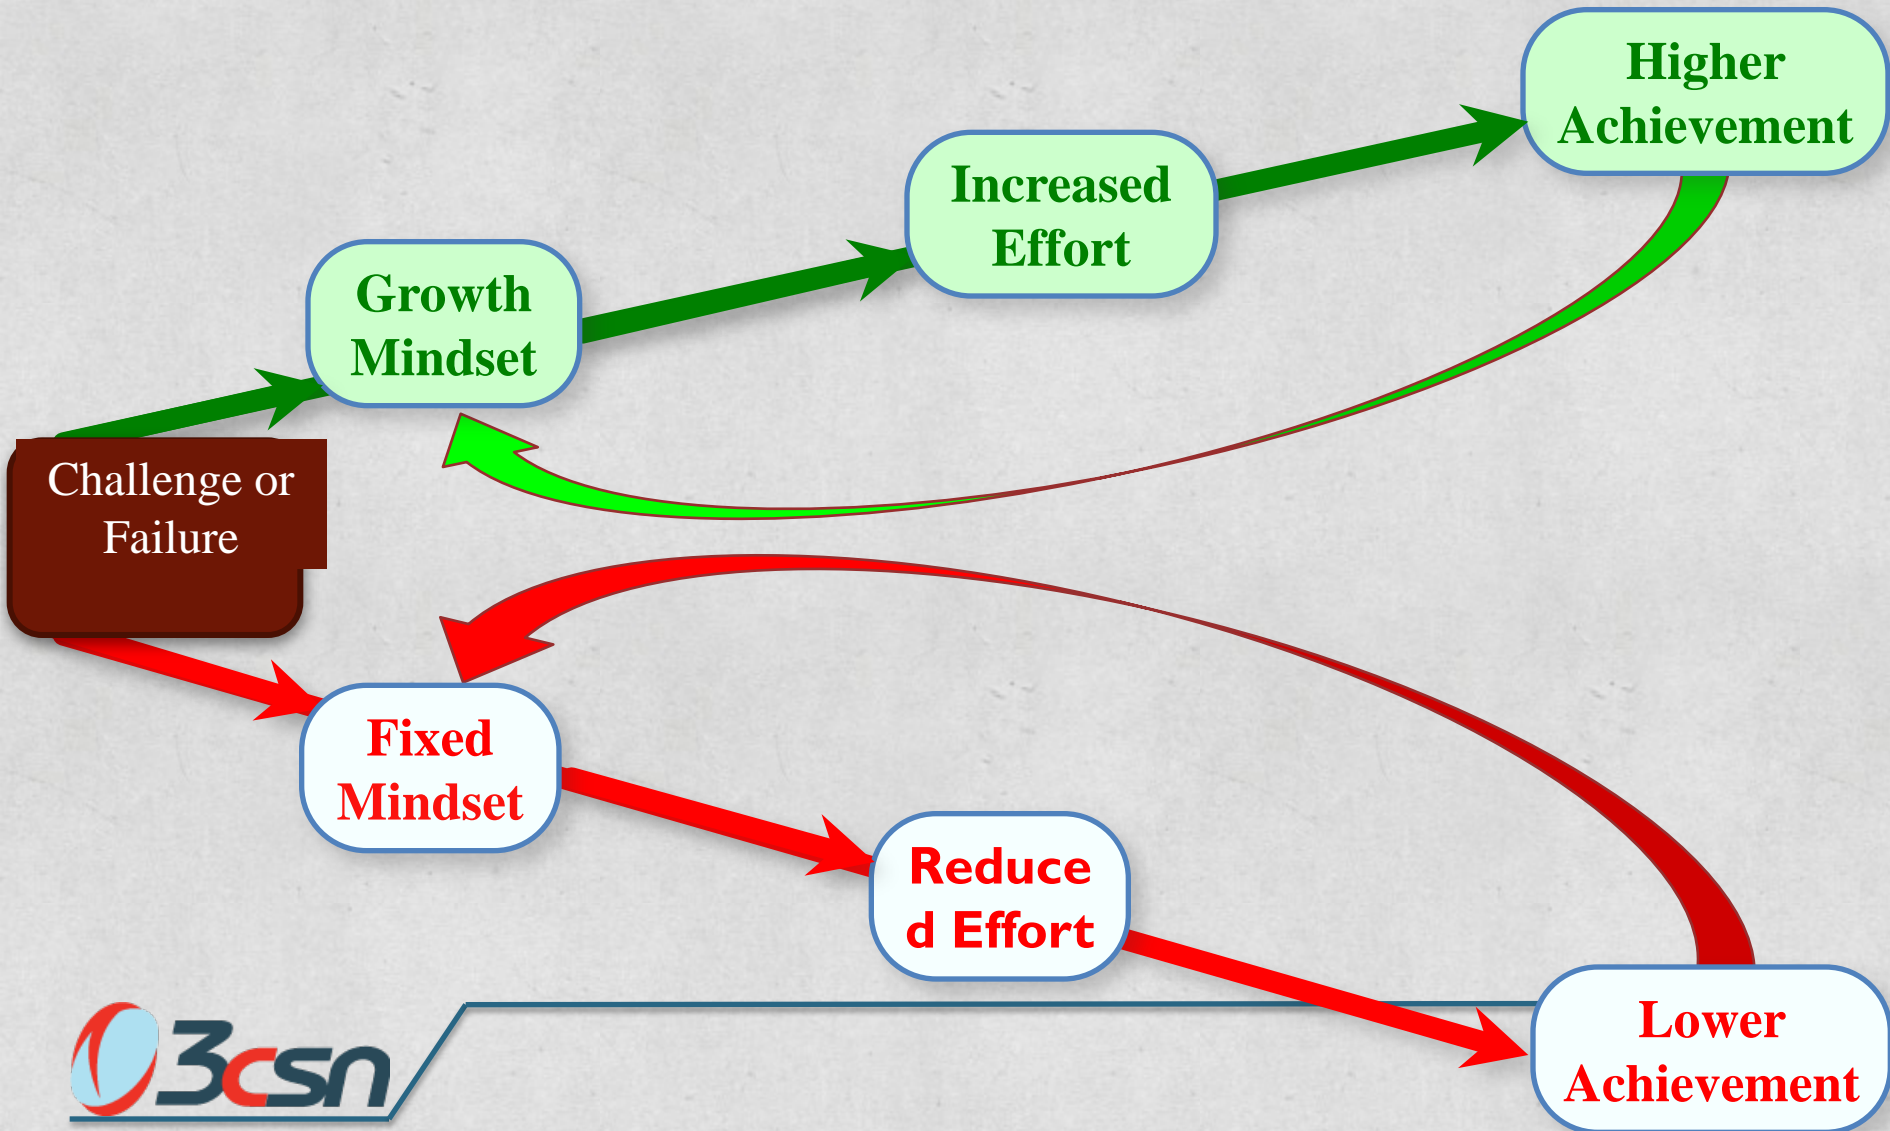 Higher
Achievement
Increased
Effort
Growth
Mindset
Challenge or
Failure
Fixed
Mindset
Reduce
d Effort
Lower
Achievement
3csn